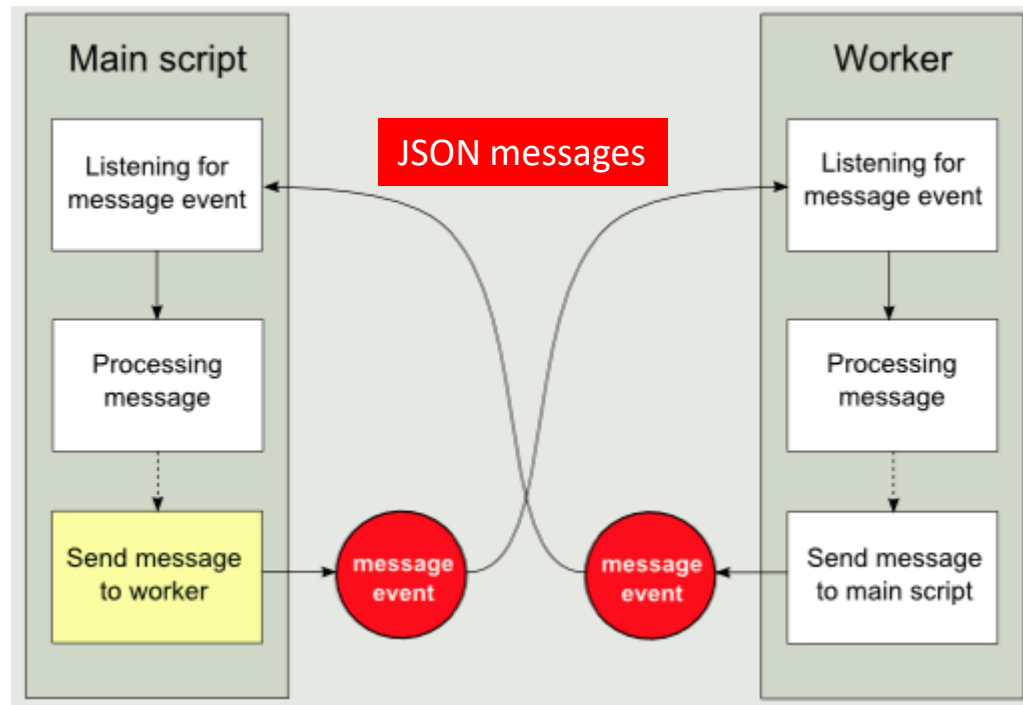 Main script
Listening for
message event
Processing
message
Send message
to worker
JSON messages
message
event
message
event
Worker
Listening for
message event
Processing
message
Send message
to main script